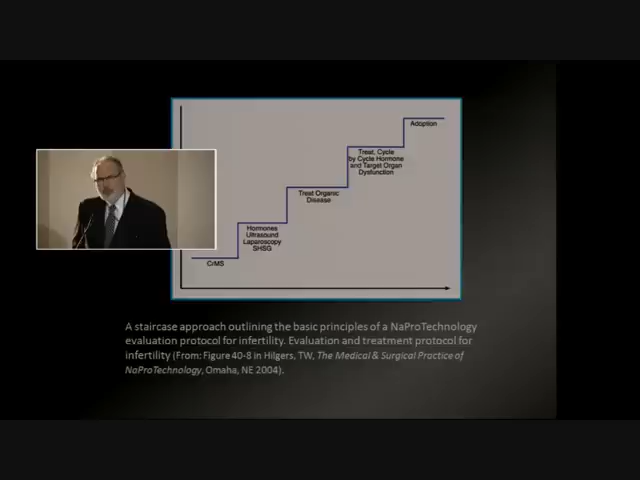 Adoption
Treat, Cycle
by Cycle Hormone
and Target Organ
Dysfunction
Treat Organic
Disease
Hormones
Ultrasound
Laparoscopy
SHSG
CrMS
A staircase approach outlining the basic principles of a NaProTechnology
evaluation protocol for infertility. Evaluation and treatment protocol for
infertility (From: Figure 40-8 in Hilgers, TW, The Medical & Surgical Practice of
NaProTechnology, Omaha, NE 2004).